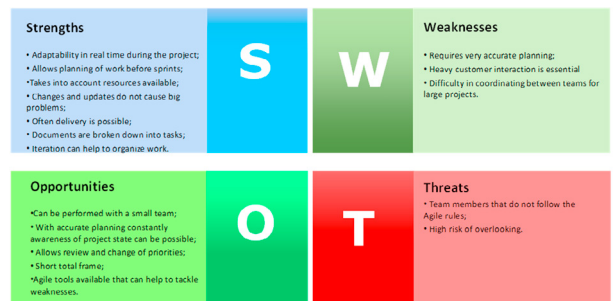 Strengths
• Adaptability in real time during the project;
• Allows planning of work before sprints;
•Takes into account resources available;
• Changes and updates do not cause big
problems;
• Often delivery is possible;
• Documents are broken down into tasks;
• Iteration can help to organize work.
S
W
Weaknesses
• Requires very accurate planning;
• Heavy customer interaction is essential
• Difficulty in coordinating between teams for
large projects.
Opportunities
•Can be performed with a small team;
• With accurate planning constantly
awareness of project state can be possible;
• Allows review and change of priorities;
• Short total frame;
•Agile tools available that can help to tackle
weaknesses.
O
T
Threats
• Team members that do not follow the
Agile rules;
• High risk of overlooking.